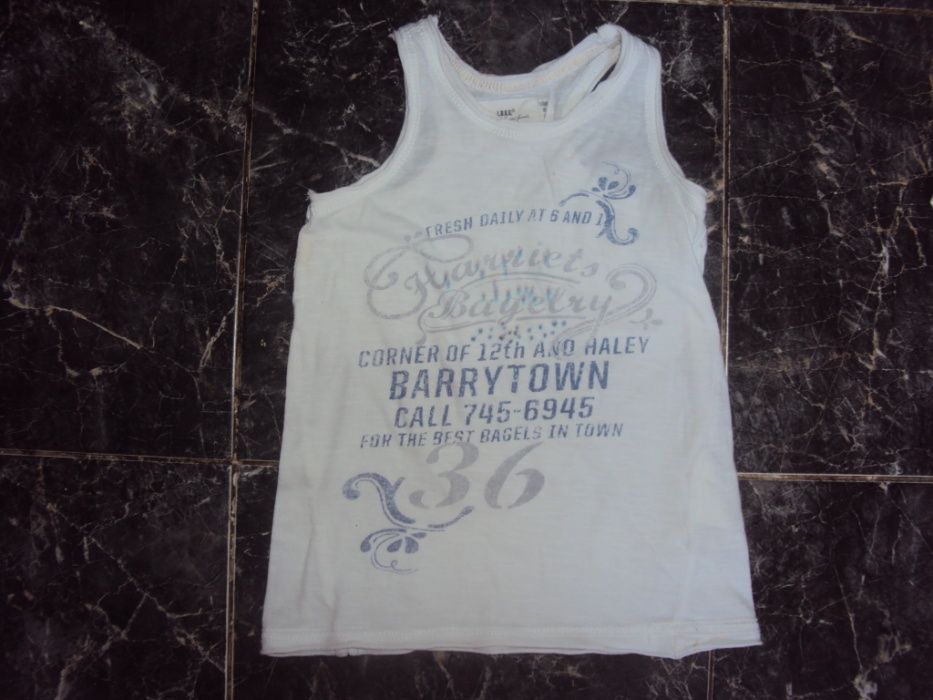 L.O.G.G.
FRESH DAILY AT 6 AND 1
Harriets
Bagelry
CORNER OF 12th AND HALEY
BARRYTOWN
CALL 745-6945
FOR THE BEST BAGELS IN TOWN
36